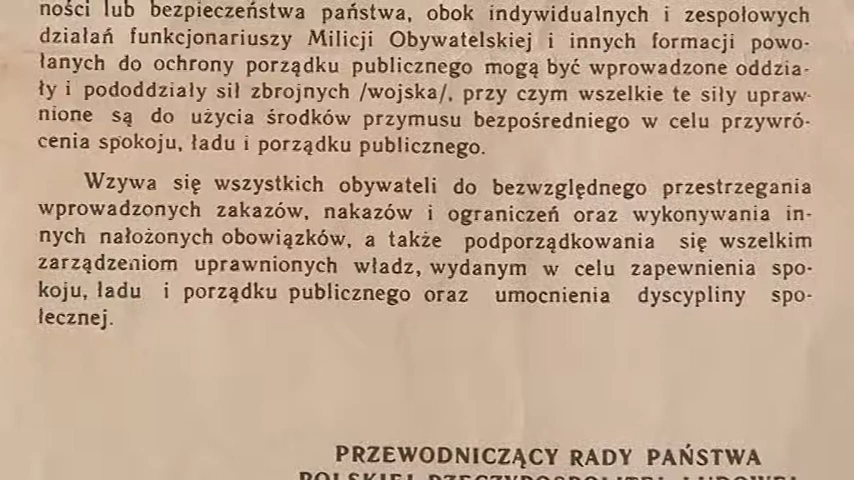 ności lub bezpieczeństwa państwa, obok indywidualnych i zespołowych
działań funkcjonariuszy Milicji Obywatelskiej i innych formacji powo-
łanych do ochrony porządku publicznego mogą być wprowadzone oddzia-
ły i pododdziały sił zbrojnych /wojska/, przy czym wszelkie te siły upraw-
nione są do użycia środków przymusu bezpośredniego w celu przywró-
cenia spokoju, ładu i porządku publicznego.
Wzywa się wszystkich obywateli do bezwzględnego przestrzegania
wprowadzonych zakazów, nakazów i ograniczeń oraz wykonywania in-
nych nałożonych obowiązków, a także podporządkowania się wszelkim
zarządzeniom uprawnionych władz, wydanym w celu zapewnienia spo-
koju, ładu i porządku publicznego oraz umocnienia dyscypliny spo-
łecznej.
PRZEWODNICZĄCY RADY PAŃSTWA
POLSKIEJ RZECZYPOSPOLITEJ LUDOWEJ